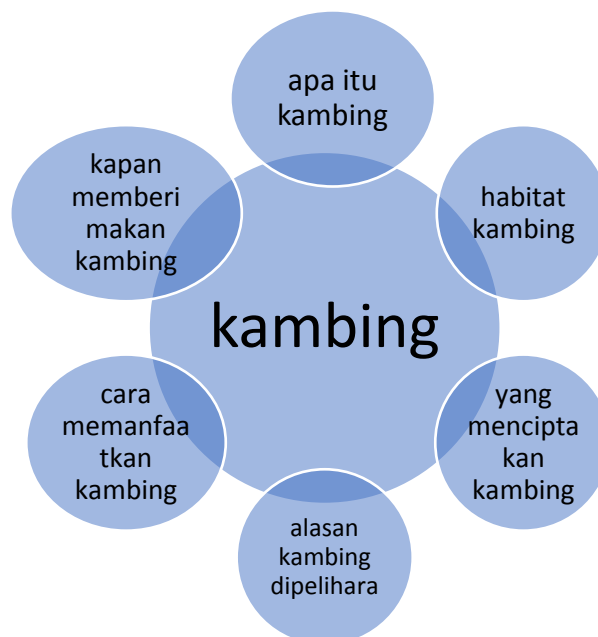 apa itu
kambing
habitat
kambing
yang
mencipta
kan
kambing
alasan
kambing
dipelihara
cara
memanfaa
tkan
kambing
kapan
memberi
makan
kambing
kambing